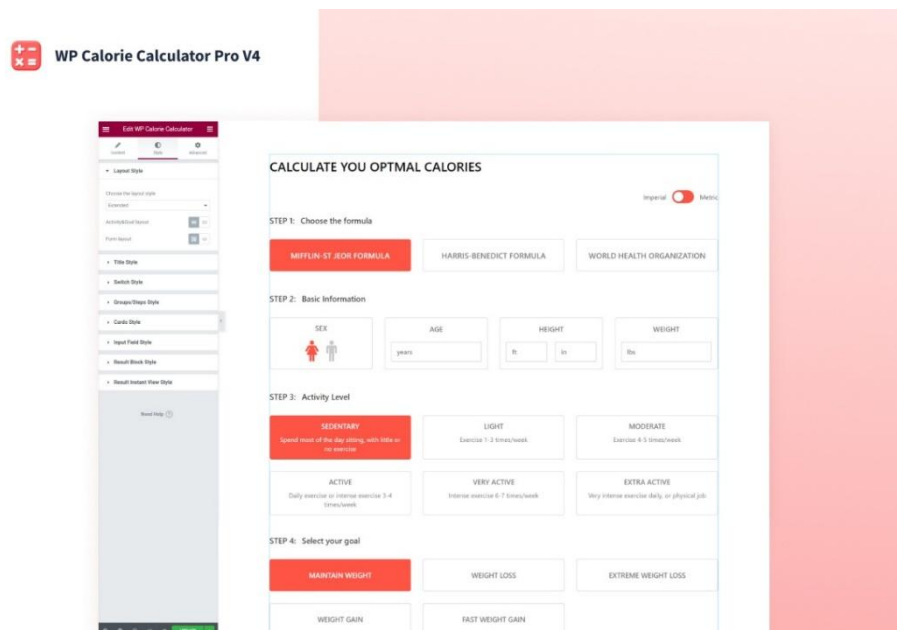 WP Calorie Calculator Pro V4
Edit WP Calorie Calculator
Content Style Advanced
Layout Style
Choose the layout style
Extended
Activity&Goal layout
Form layout
Title Style
Switch Style
Groups/Steps Style
Cards Style
Input Field Style
Result Block Style
Result Instant View Style
Need Help
CALCULATE YOU OPTMAL CALORIES
Imperial Metric
STEP 1: Choose the formula
MIFFLIN-ST JEOR FORMULA HARRIS-BENEDICT FORMULA WORLD HEALTH ORGANIZATION
STEP 2: Basic Information
SEX AGE HEIGHT WEIGHT
years ft in lbs
STEP 3: Activity Level
SEDENTARY LIGHT MODERATE
Spend most of the day sitting, with little or no exercise
Exercise 1-3 times/week
Exercise 4-5 times/week
ACTIVE VERY ACTIVE EXTRA ACTIVE
Daily exercise or intense exercise 3-4 times/week
Intense exercise 6-7 times/week
Very intense exercise daily, or physical job
STEP 4: Select your goal
MAINTAIN WEIGHT WEIGHT LOSS EXTREME WEIGHT LOSS
WEIGHT GAIN FAST WEIGHT GAIN